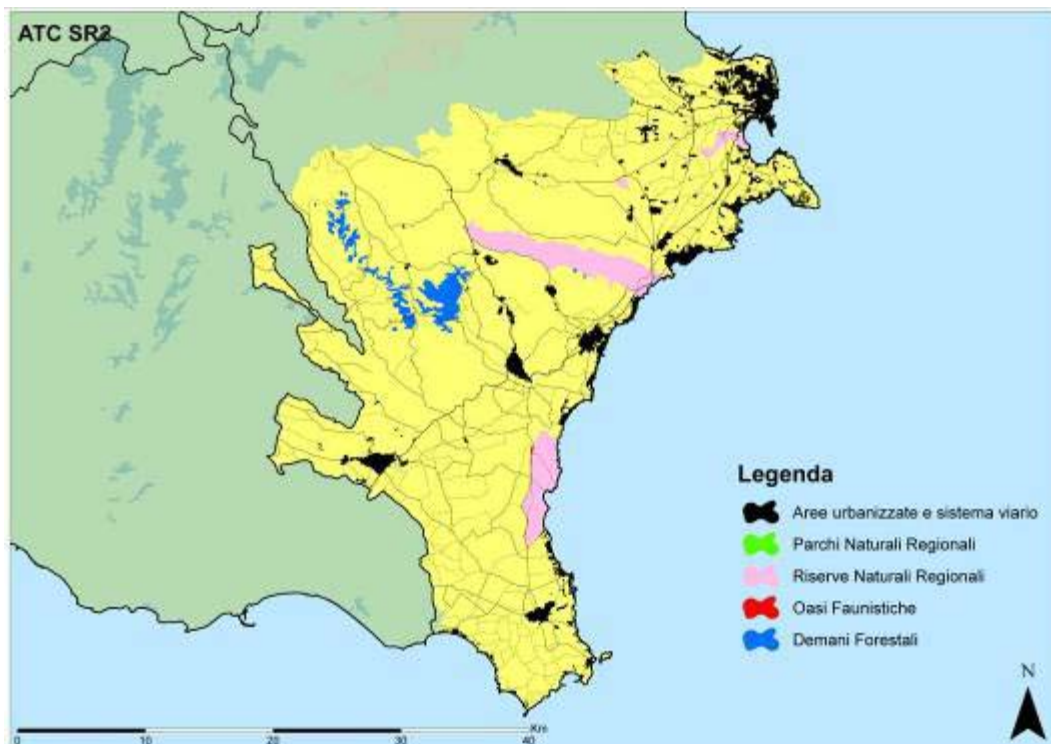 ATC SR2
Legenda
Aree urbanizzate e sistema viario
Parchi Naturali Regionali
Riserve Naturali Regionali
Oasi Faunistiche
Demani Forestali
N
Km
0 10 20 30 40